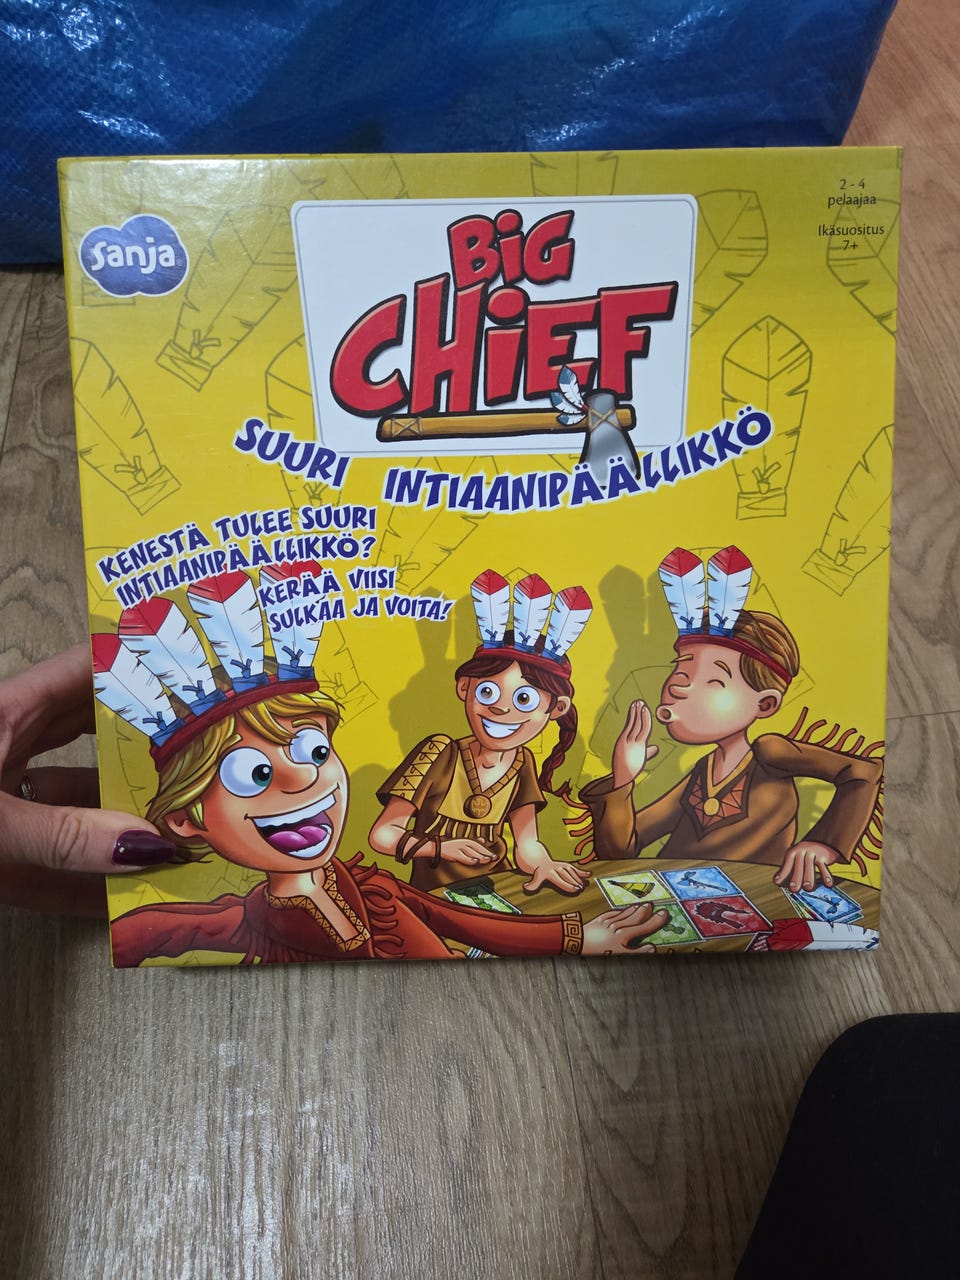 Sanja
2 - 4
pelaajaa
Ikäsuositus
7+
BiG
CHiEF
SUURI INTIAANIPÄÄLLIKKÖ
KENESTÄ TULEE SUURI
INTIAANIPÄÄLLIKKÖ?
KERÄÄ VIISI
SULKAA JA VOITA!